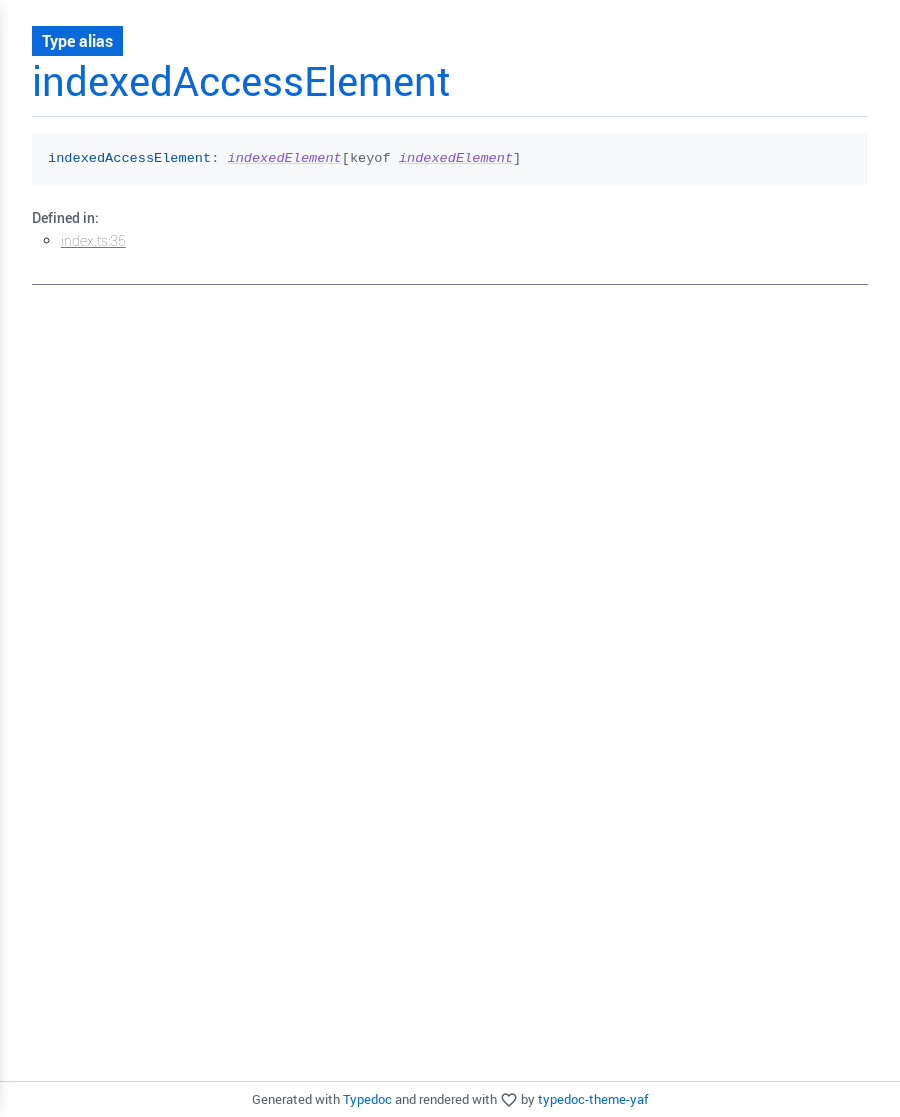 Type alias
indexedAccessElement
indexedAccessElement: indexedElement[keyof indexedElement]
Defined in:
index.ts:35
Generated with Typedoc and rendered with by typedoc-theme-yaf